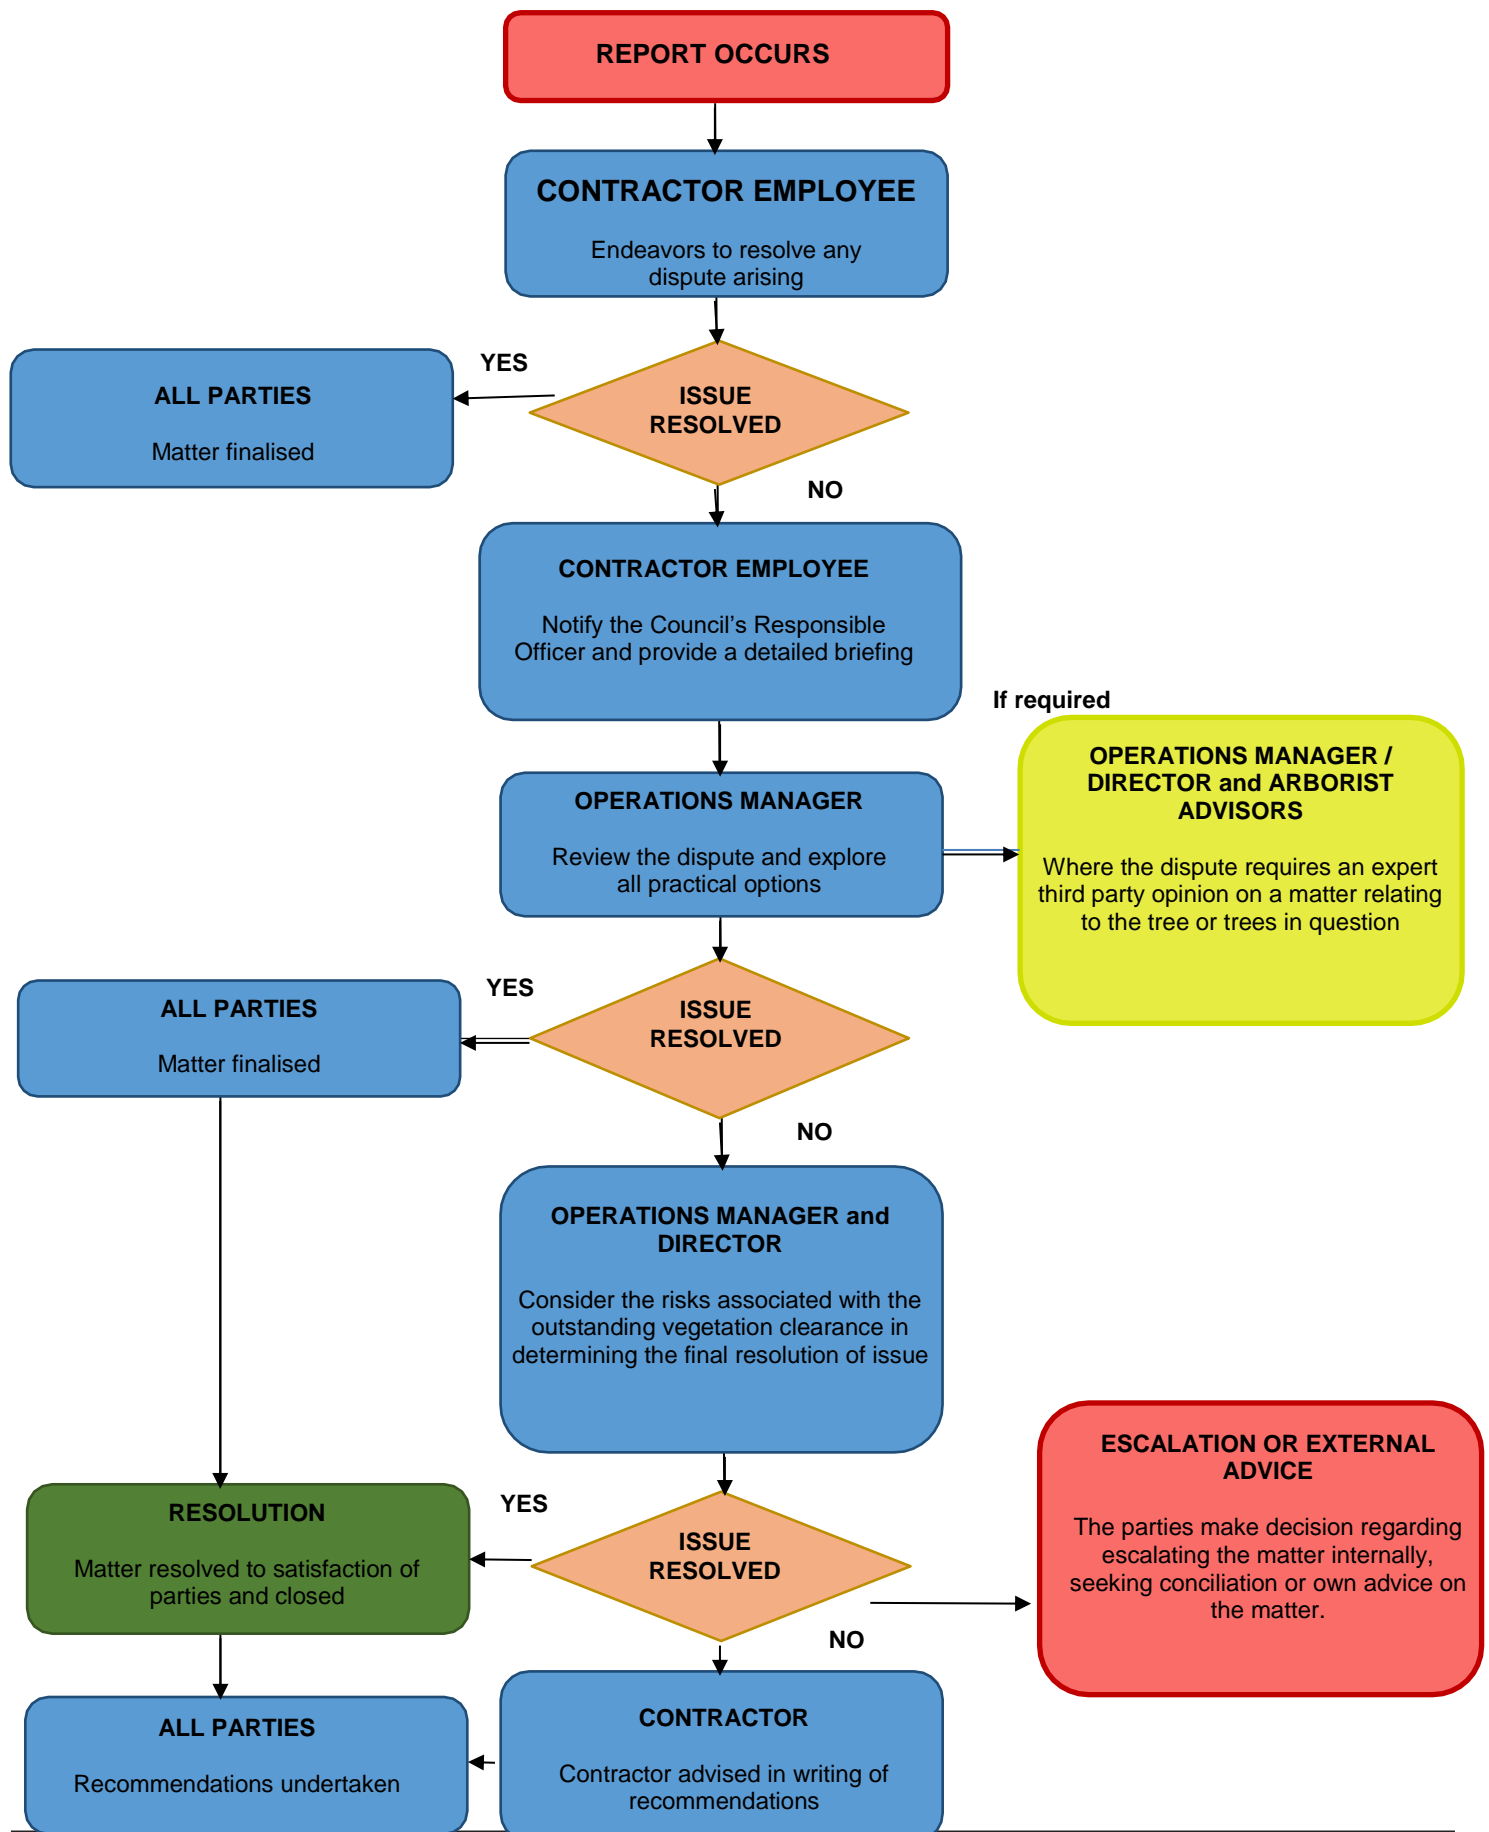 REPORT OCCURS
CONTRACTOR EMPLOYEE
Endeavors to resolve any
dispute arising
YES
ALL PARTIES
Matter finalised
ISSUE
RESOLVED
NO
CONTRACTOR EMPLOYEE
Notify the Council’s Responsible
Officer and provide a detailed briefing
If required
OPERATIONS MANAGER /
DIRECTOR and ARBORIST
ADVISORS
Where the dispute requires an expert
third party opinion on a matter relating
to the tree or trees in question
OPERATIONS MANAGER
Review the dispute and explore
all practical options
YES
ALL PARTIES
Matter finalised
ISSUE
RESOLVED
NO
OPERATIONS MANAGER and
DIRECTOR
Consider the risks associated with the
outstanding vegetation clearance in
determining the final resolution of issue
ESCALATION OR EXTERNAL
ADVICE
The parties make decision regarding
escalating the matter internally,
seeking conciliation or own advice on
the matter.
YES
RESOLUTION
Matter resolved to satisfaction of
parties and closed
ISSUE
RESOLVED
NO
ALL PARTIES
Recommendations undertaken
CONTRACTOR
Contractor advised in writing of
recommendations